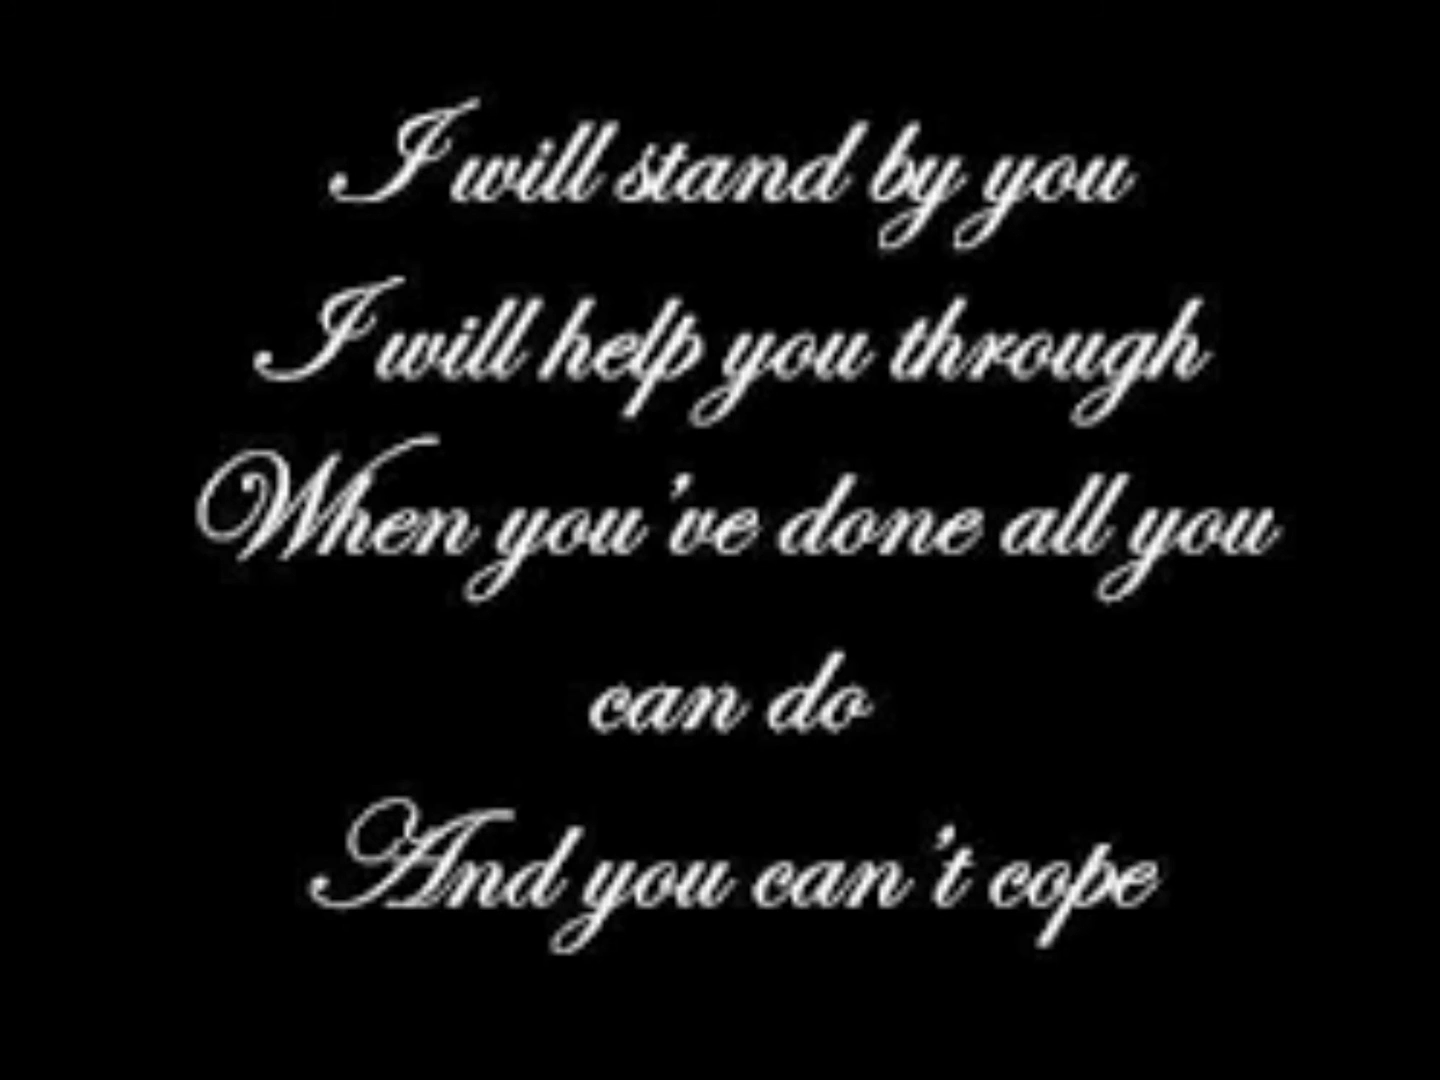 I will stand by you
I will help you through
When you've done all you
can do
And you can't cope